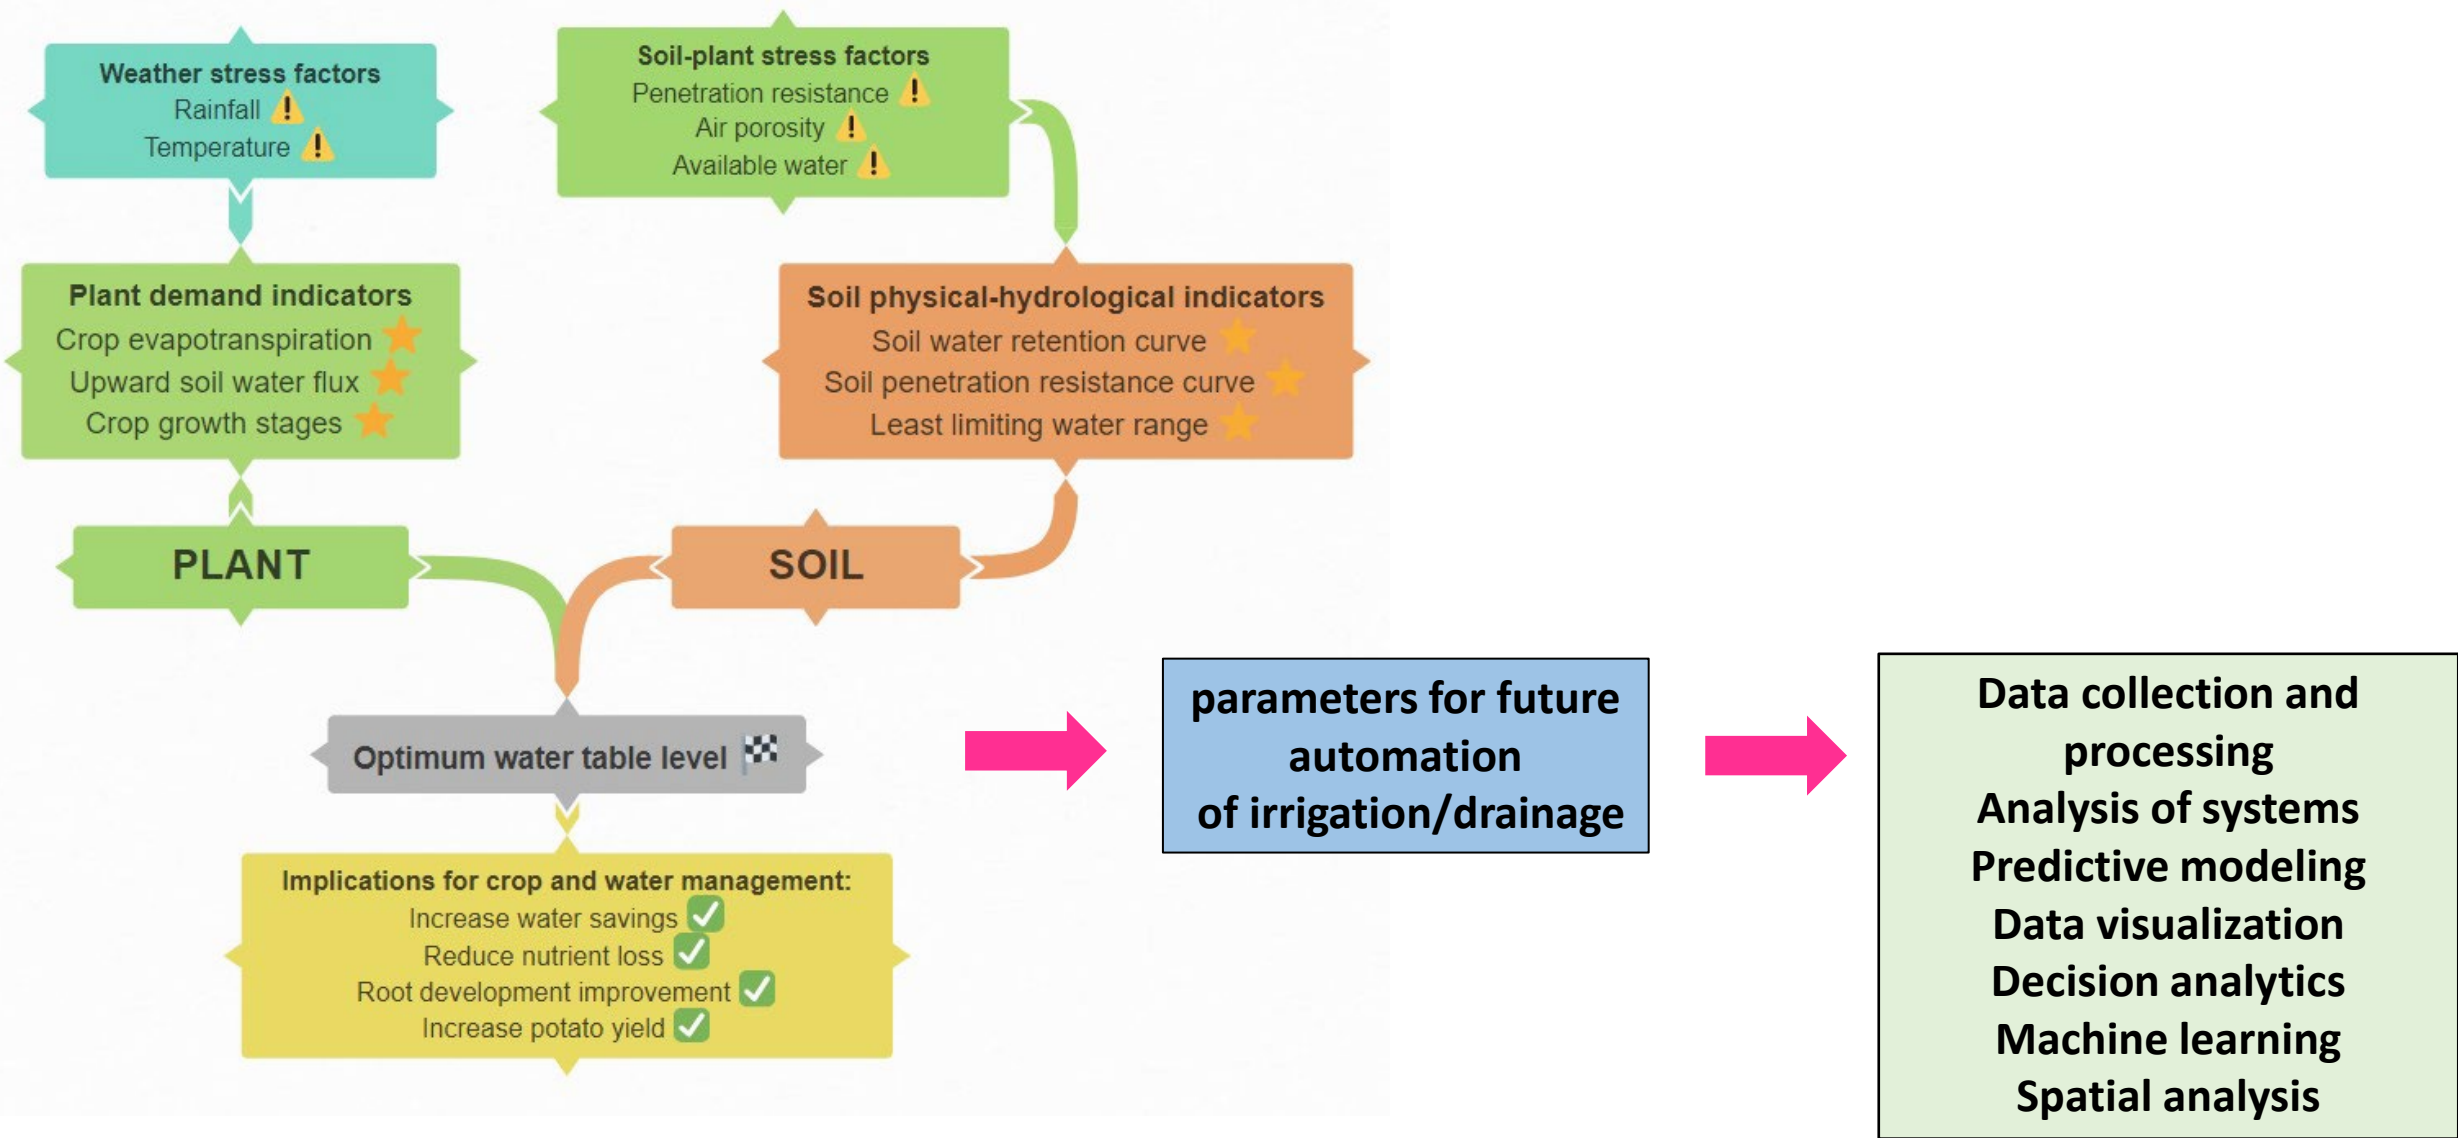 Weather stress factors
Rainfall
Temperature
Soil-plant stress factors
Penetration resistance
Air porosity
Available water
Plant demand indicators
Crop evapotranspiration
Upward soil water flux
Crop growth stages
Soil physical-hydrological indicators
Soil water retention curve
Soil penetration resistance curve
Least limiting water range
PLANT
SOIL
Optimum water table level
Implications for crop and water management:
Increase water savings
Reduce nutrient loss
Root development improvement
Increase potato yield
parameters for future
automation
of irrigation/drainage
Data collection and
processing
Analysis of systems
Predictive modeling
Data visualization
Decision analytics
Machine learning
Spatial analysis